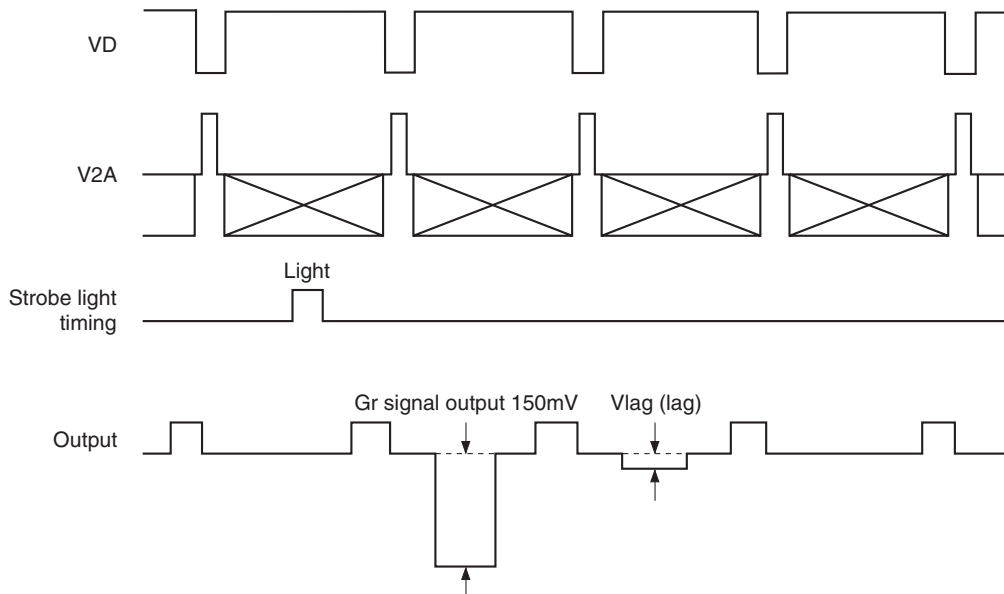 VD
V2A
Light
Strobe light
timing
Gr signal output 150mV
Vlag (lag)
Output